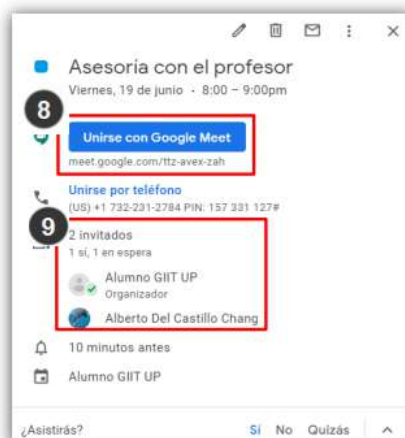 Asesoría con el profesor
Viernes, 19 de junio · 8:00 – 9:00pm
8
Unirse con Google Meet
meet.google.com/ttz-avex-zah
Unirse por teléfono
(US) +1 732-231-2784 PIN: 157 331 127#
9
2 invitados
1 sí, 1 en espera
Alumno GIIT UP
Organizador
Alberto Del Castillo Chang
10 minutos antes
Alumno GIIT UP
¿Asistirás? Sí No Quizás